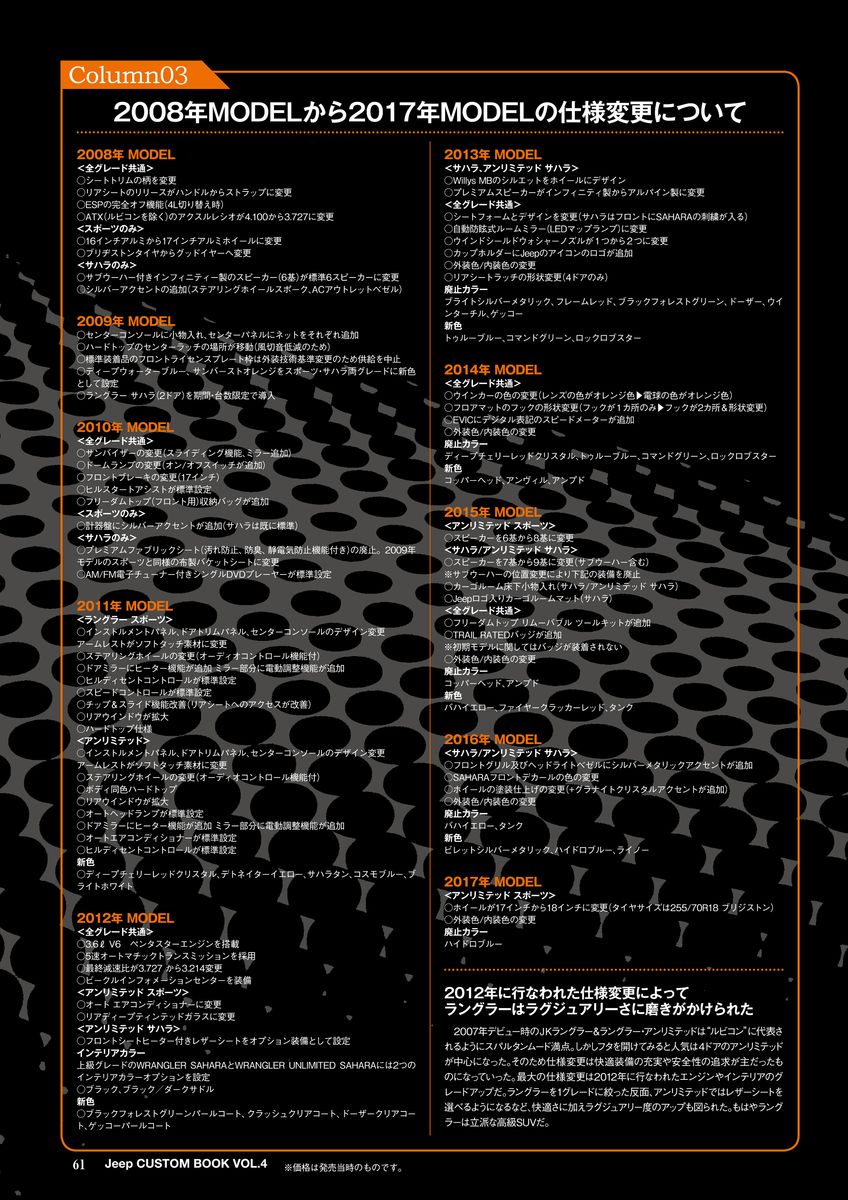 Column03
2008年MODELから2017年MODELの仕様変更について
2008年 MODEL
<全グレード共通>
○シートトリムの柄を変更
○リアシートのリリースがハンドルからストラップに変更
○ESPの完全オフ機能（4L切り替え時）
○ATX（ルビコンを除く）のアクスルレシオが4.100から3.727に変更
<スポーツのみ>
○16インチアルミから17インチアルミホイールに変更
○ブリヂストンタイヤからグッドイヤーへ変更
<サハラのみ>
○サブウーハー付きインフィニティー製のスピーカー（6基）が標準6スピーカーに変更
○シルバーアクセントの追加（ステアリングホイールスポーク、ACアウトレットベゼル）
2009年 MODEL
○センターコンソールに小物入れ、センターパネルにネットをそれぞれ追加
○ハードトップのセンターラッチの場所が移動（風切音低減のため）
○標準装着品のフロントライセンスプレート枠は外装技術基準変更のため供給を中止
○ディープウォーターブルー、サンバーストオレンジをスポーツ・サハラ両グレードに新色
として設定
○ラングラー サハラ（2ドア）を期間・台数限定で導入
2010年 MODEL
<全グレード共通>
○サンバイザーの変更（スライディング機能、ミラー追加）
○ドームランプの変更（オン/オフスイッチが追加）
○フロントブレーキの変更（17インチ）
○ヒルスタートアシストが標準設定
○フリーダムトップ（フロント用）収納バッグが追加
<スポーツのみ>
○計器盤にシルバーアクセントが追加（サハラは既に標準）
<サハラのみ>
○プレミアムファブリックシート（汚れ防止、防臭、静電気防止機能付き）の廃止。2009年
モデルのスポーツと同様の布製バケットシートに変更
○AM/FM電子チューナー付きシングルDVDプレーヤーが標準設定
2011年 MODEL
<ラングラー スポーツ>
○インストルメントパネル、ドアトリムパネル、センターコンソールのデザイン変更
アームレストがソフトタッチ素材に変更
○ステアリングホイールの変更（オーディオコントロール機能付）
○ドアミラーにヒーター機能が追加 ミラー部分に電動調整機能が追加
○ヒルディセントコントロールが標準設定
○スピードコントロールが標準設定
○チップ＆スライド機能改善（リアシートへのアクセスが改善）
○リアウインドウが拡大
○ハードトップ仕様
<アンリミテッド>
○インストルメントパネル、ドアトリムパネル、センターコンソールのデザイン変更
アームレストがソフトタッチ素材に変更
○ステアリングホイールの変更（オーディオコントロール機能付）
○ボディ同色ハードトップ
○リアウインドウが拡大
○オートヘッドランプが標準設定
○ドアミラーにヒーター機能が追加 ミラー部分に電動調整機能が追加
○オートエアコンディショナーが標準設定
○ヒルディセントコントロールが標準設定
新色
○ディープチェリーレッドクリスタル、デトネイターイエロー、サハラタン、コスモブルー、ブ
ライトホワイト
2012年 MODEL
<全グレード共通>
○3.6ℓ V6 ペンタスターエンジンを搭載
○5速オートマチックトランスミッションを採用
○最終減速比が3.727 から3.214変更
○ビークルインフォメーションセンターを装備
<アンリミテッド スポーツ>
○オート エアコンディショナーに変更
○リアディープティンテッドガラスに変更
<アンリミテッド サハラ>
○フロントシートヒーター付きレザーシートをオプション装備として設定
インテリアカラー
上級グレードのWRANGLER SAHARAとWRANGLER UNLIMITED SAHARAには2つの
インテリアカラーオプションを設定
○ブラック、ブラック／ダークサドル
新色
○ブラックフォレストグリーンパールコート、クラッシュクリアコート、ドーザークリアコー
ト、ゲッコーパールコート
2013年 MODEL
<サハラ、アンリミテッド サハラ>
○Willys MBのシルエットをホイールにデザイン
○プレミアムスピーカーがインフィニティ製からアルパイン製に変更
<全グレード共通>
○シートフォームとデザインを変更（サハラはフロントにSAHARAの刺繍が入る）
○自動防眩式ルームミラー（LEDマップランプ）に変更
○ウインドシールドウォシャーノズルが1つから2つに変更
○カップホルダーにJeepのアイコンのロゴが追加
○外装色/内装色の変更
○リアシートラッチの形状変更（4ドアのみ）
廃止カラー
ブライトシルバーメタリック、フレームレッド、ブラックフォレストグリーン、ドーザー、ウイ
ンターチル、ゲッコー
新色
トゥルーブルー、コマンドグリーン、ロックロブスター
2014年 MODEL
<全グレード共通>
○ウインカーの色の変更（レンズの色がオレンジ色▶電球の色がオレンジ色）
○フロアマットのフックの形状変更（フックが１カ所のみ▶フックが2カ所＆形状変更）
○EVICにデジタル表記のスピードメーターが追加
○外装色/内装色の変更
廃止カラー
ディープチェリーレッドクリスタル、トゥルーブルー、コマンドグリーン、ロックロブスター
新色
コッパーヘッド、アンヴィル、アンプド
2015年 MODEL
<アンリミテッド スポーツ>
○スピーカーを6基から8基に変更
<サハラ/アンリミテッド サハラ>
○スピーカーを7基から9基に変更（サブウーハー含む）
※サブウーハーの位置変更により下記の装備を廃止
○カーゴルーム床下小物入れ（サハラ/アンリミテッド サハラ）
○Jeepロゴ入りカーゴルームマット（サハラ）
<全グレード共通>
○フリーダムトップ リムーバブル ツールキットが追加
○TRAIL RATEDバッジが追加
※初期モデルに関してはバッジが装着されない
○外装色/内装色の変更
廃止カラー
コッパーヘッド、アンプド
新色
バハイエロー、ファイヤークラッカーレッド、タンク
2016年 MODEL
<サハラ/アンリミテッド サハラ>
○フロントグリル及びヘッドライトベゼルにシルバーメタリックアクセントが追加
○SAHARAフロントデカールの色の変更
○ホイールの塗装仕上げの変更（+グラナイトクリスタルアクセントが追加）
○外装色/内装色の変更
廃止カラー
バハイエロー、タンク
新色
ビレットシルバーメタリック、ハイドロブルー、ライノー
2017年 MODEL
<アンリミテッド スポーツ>
○ホイールが17インチから18インチに変更（タイヤサイズは255/70R18 ブリジストン）
○外装色/内装色の変更
廃止カラー
ハイドロブルー
2012年に行なわれた仕様変更によって
ラングラーはラグジュアリーさに磨きがかけられた
2007年デビュー時のJKラングラー&ラングラー・アンリミテッドは“ルビコン”に代表さ
れるようにスパルタンムード満点。しかしフタを開けてみると人気は4ドアのアンリミテッド
が中心になった。そのため仕様変更は快適装備の充実や安全性の追求が主だったも
のになっていった。最大の仕様変更は2012年に行なわれたエンジンやインテリアのグ
レードアップだ。ラングラーを1グレードに絞った反面、アンリミテッドではレザーシートを
選べるようになるなど、快適さに加えラグジュアリー度のアップも図られた。もはやラング
ラーは立派な高級SUVだ。
61 Jeep CUSTOM BOOK VOL.4 ※価格は発売当時のものです。